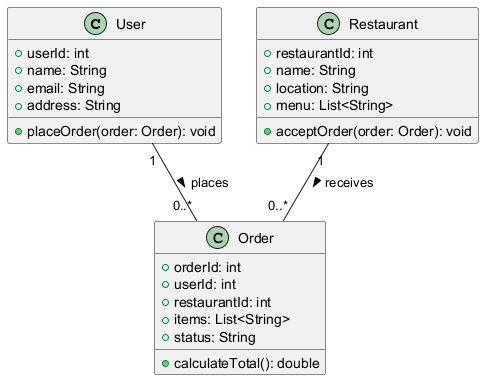 C User
userId: int
name: String
email: String
address: String
placeOrder(order: Order): void
C Restaurant
restaurantId: int
name: String
location: String
menu: List<String>
acceptOrder(order: Order): void
1
places
0..*
1
receives
0..*
C Order
orderId: int
userId: int
restaurantId: int
items: List<String>
status: String
calculateTotal(): double